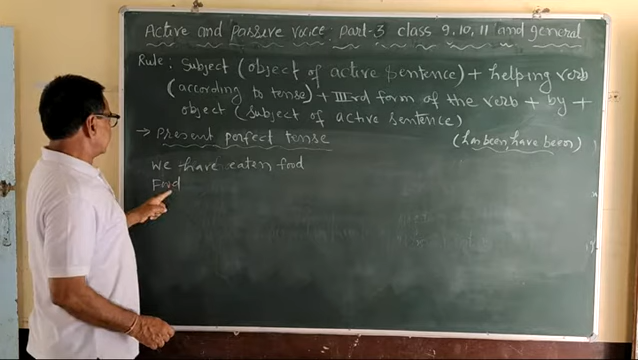 Active and passive voice part-3 class 9, 10, 11 and general
Rule: Subject (object of active sentence) + helping verb
(according to tense) + IIIrd form of the verb + by +
object (subject of active sentence)
→ Present perfect tense (has been, have been)
We have eaten food
Food